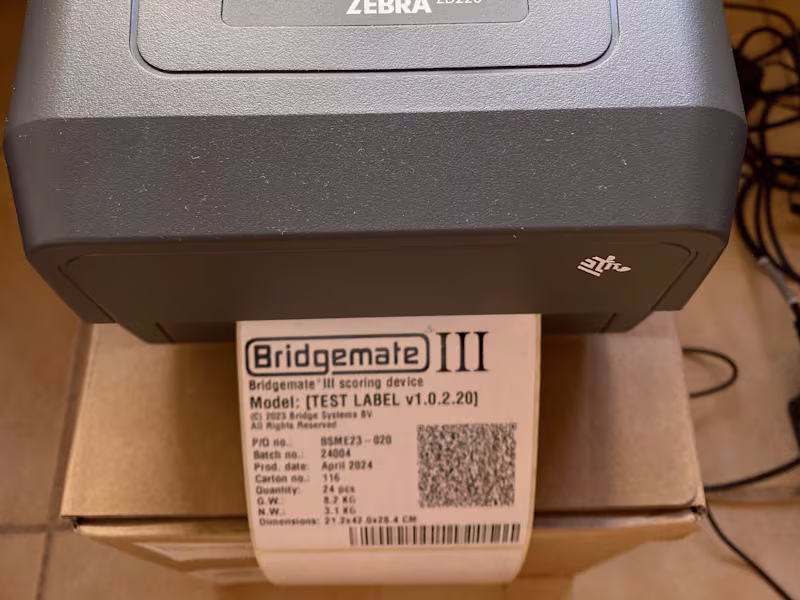 ZEBRA ZD220
Bridgemate III
Bridgemate® III scoring device
Model: [TEST LABEL v1.0.2.20]
(C) 2023 Bridge Systems BV
All Rights Reserved
P/O no.: BSME23-020
Batch no.: 24004
Prod. date: April 2024
Carton no.: 116
Quantity: 24 pcs
G.W.: 8.2 KG
N.W.: 3.1 KG
Dimensions: 21.2x42.0x28.4 CM